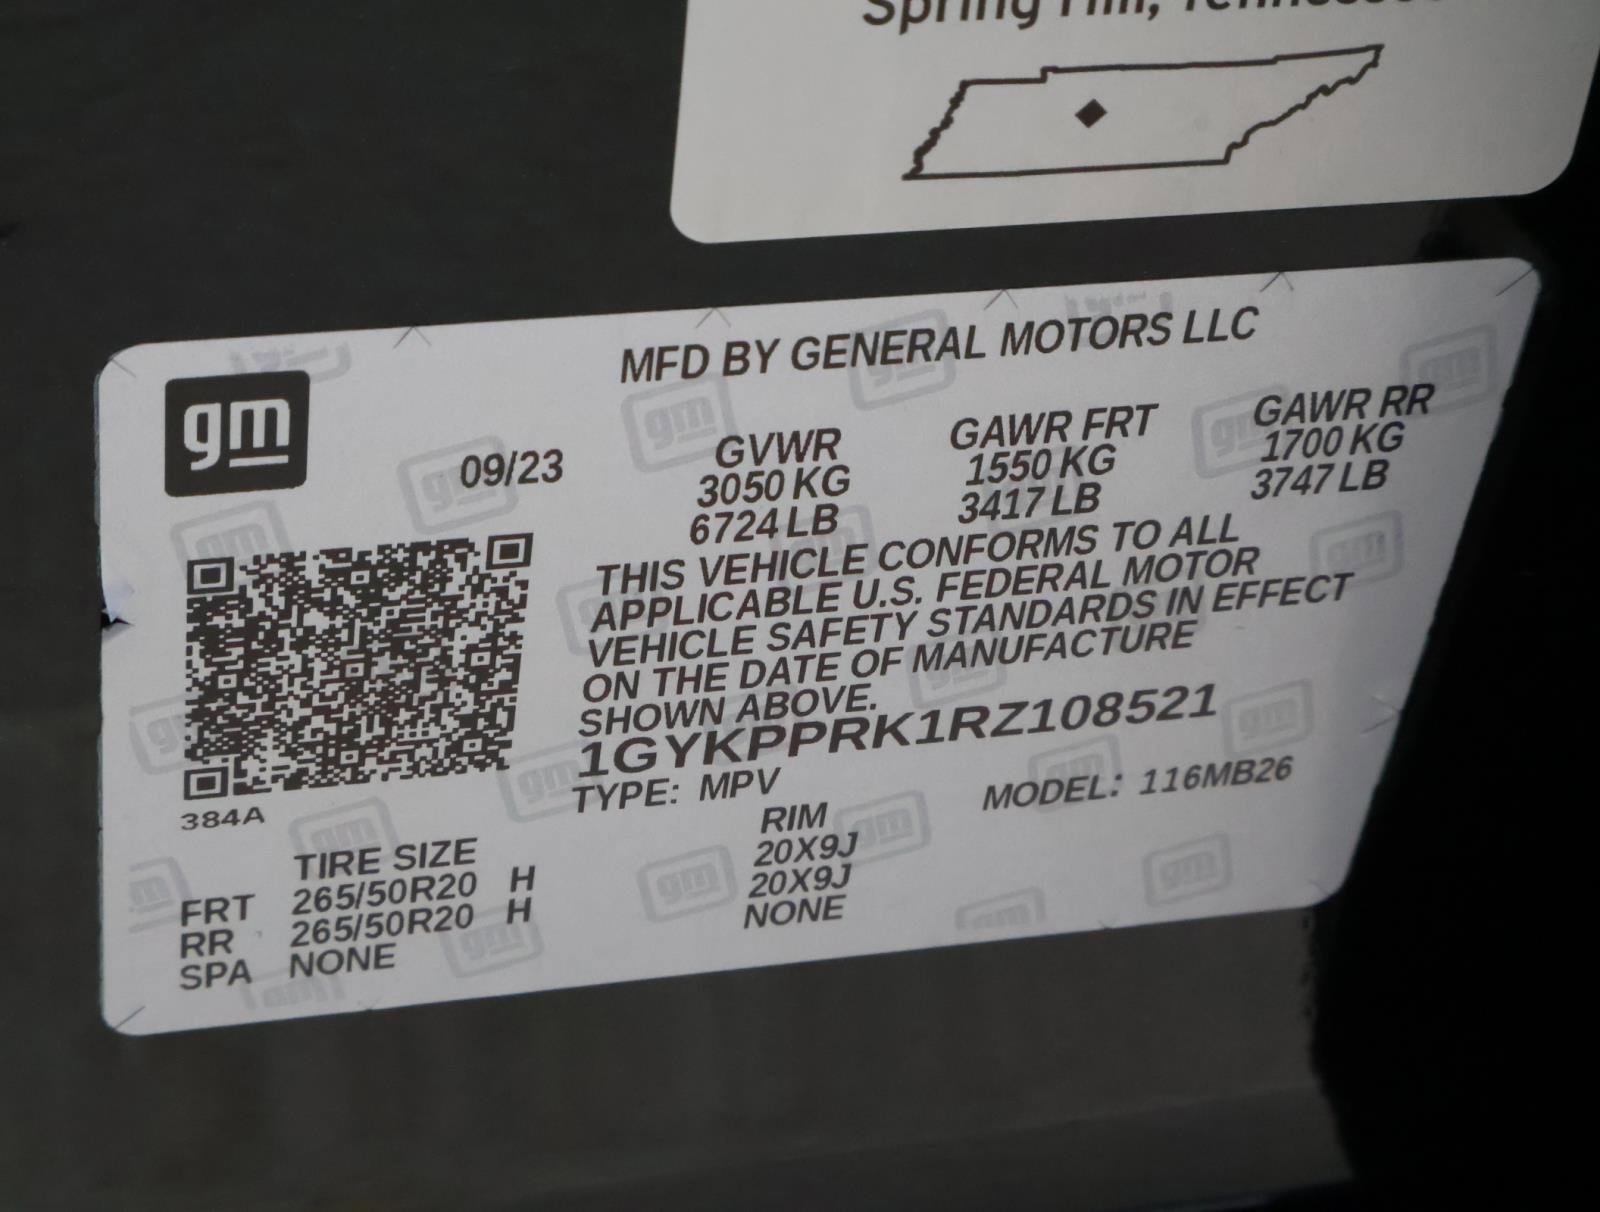 Spring Hill, Tennessee
gm
MFD BY GENERAL MOTORS LLC
09/23
GVWR GAWR FRT GAWR RR
3050 KG 1550 KG 1700 KG
6724 LB 3417 LB 3747 LB
THIS VEHICLE CONFORMS TO ALL
APPLICABLE U.S. FEDERAL MOTOR
VEHICLE SAFETY STANDARDS IN EFFECT
ON THE DATE OF MANUFACTURE
SHOWN ABOVE.
1GYKPPRK1RZ108521
TYPE: MPV MODEL: 116MB26
384A
TIRE SIZE RIM
FRT 265/50R20 H 20X9J
RR 265/50R20 H 20X9J
SPA NONE NONE